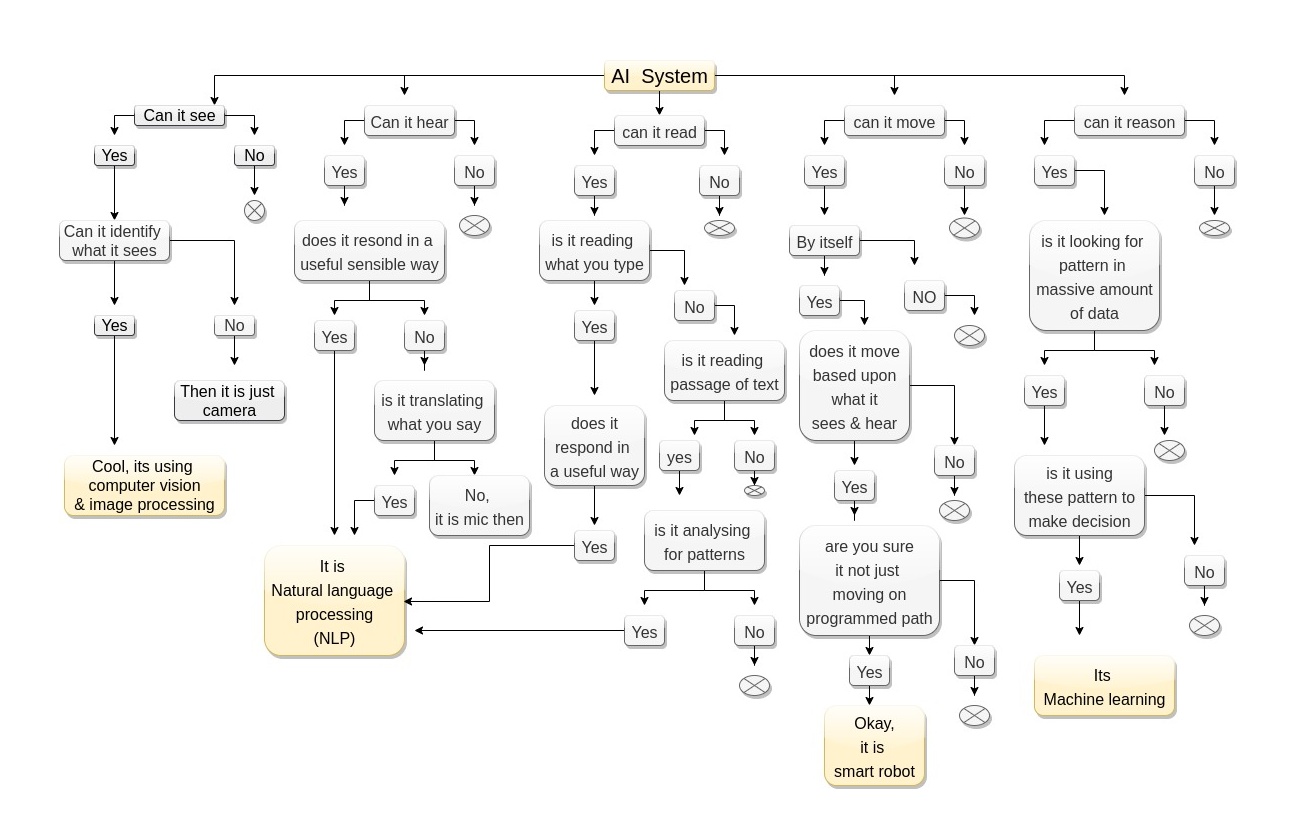 AI  System
Can it see
Yes
No
Can it identify
what it sees
Yes
No
Then it is just
camera
Cool, its using
computer vision
& image processing
Can it hear
Yes
No
does it resond in a
useful sensible way
Yes
No
is it translating
what you say
Yes
No,
it is mic then
It is
Natural language
processing
(NLP)
can it read
Yes
No
is it reading
what you type
Yes
No
does it
respond in
a useful way
Yes
is it reading
passage of text
yes
No
is it analysing
for patterns
Yes
No
can it move
Yes
No
By itself
Yes
NO
does it move
based upon
what it
sees & hear
Yes
No
are you sure
it not just
moving on
programmed path
Yes
No
Okay,
it is
smart robot
can it reason
Yes
No
is it looking for
pattern in
massive amount
of data
Yes
No
is it using
these pattern to
make decision
Yes
No
Its
Machine learning